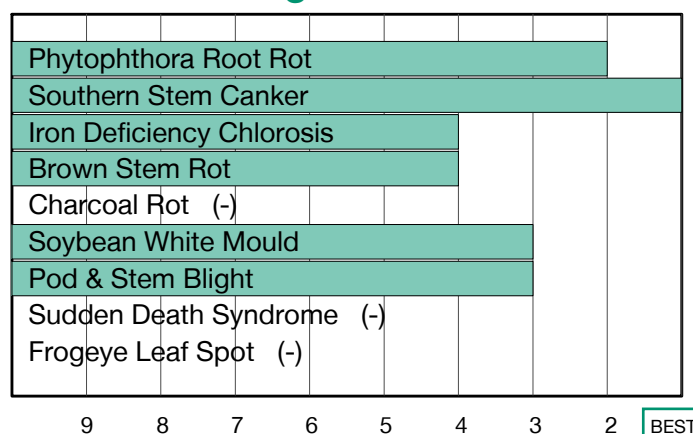 Phytophthora Root Rot
Southern Stem Canker
Iron Deficiency Chlorosis
Brown Stem Rot
Charcoal Rot (-)
Soybean White Mould
Pod & Stem Blight
Sudden Death Syndrome (-)
Frogeye Leaf Spot (-)
9 8 7 6 5 4 3 2 BEST